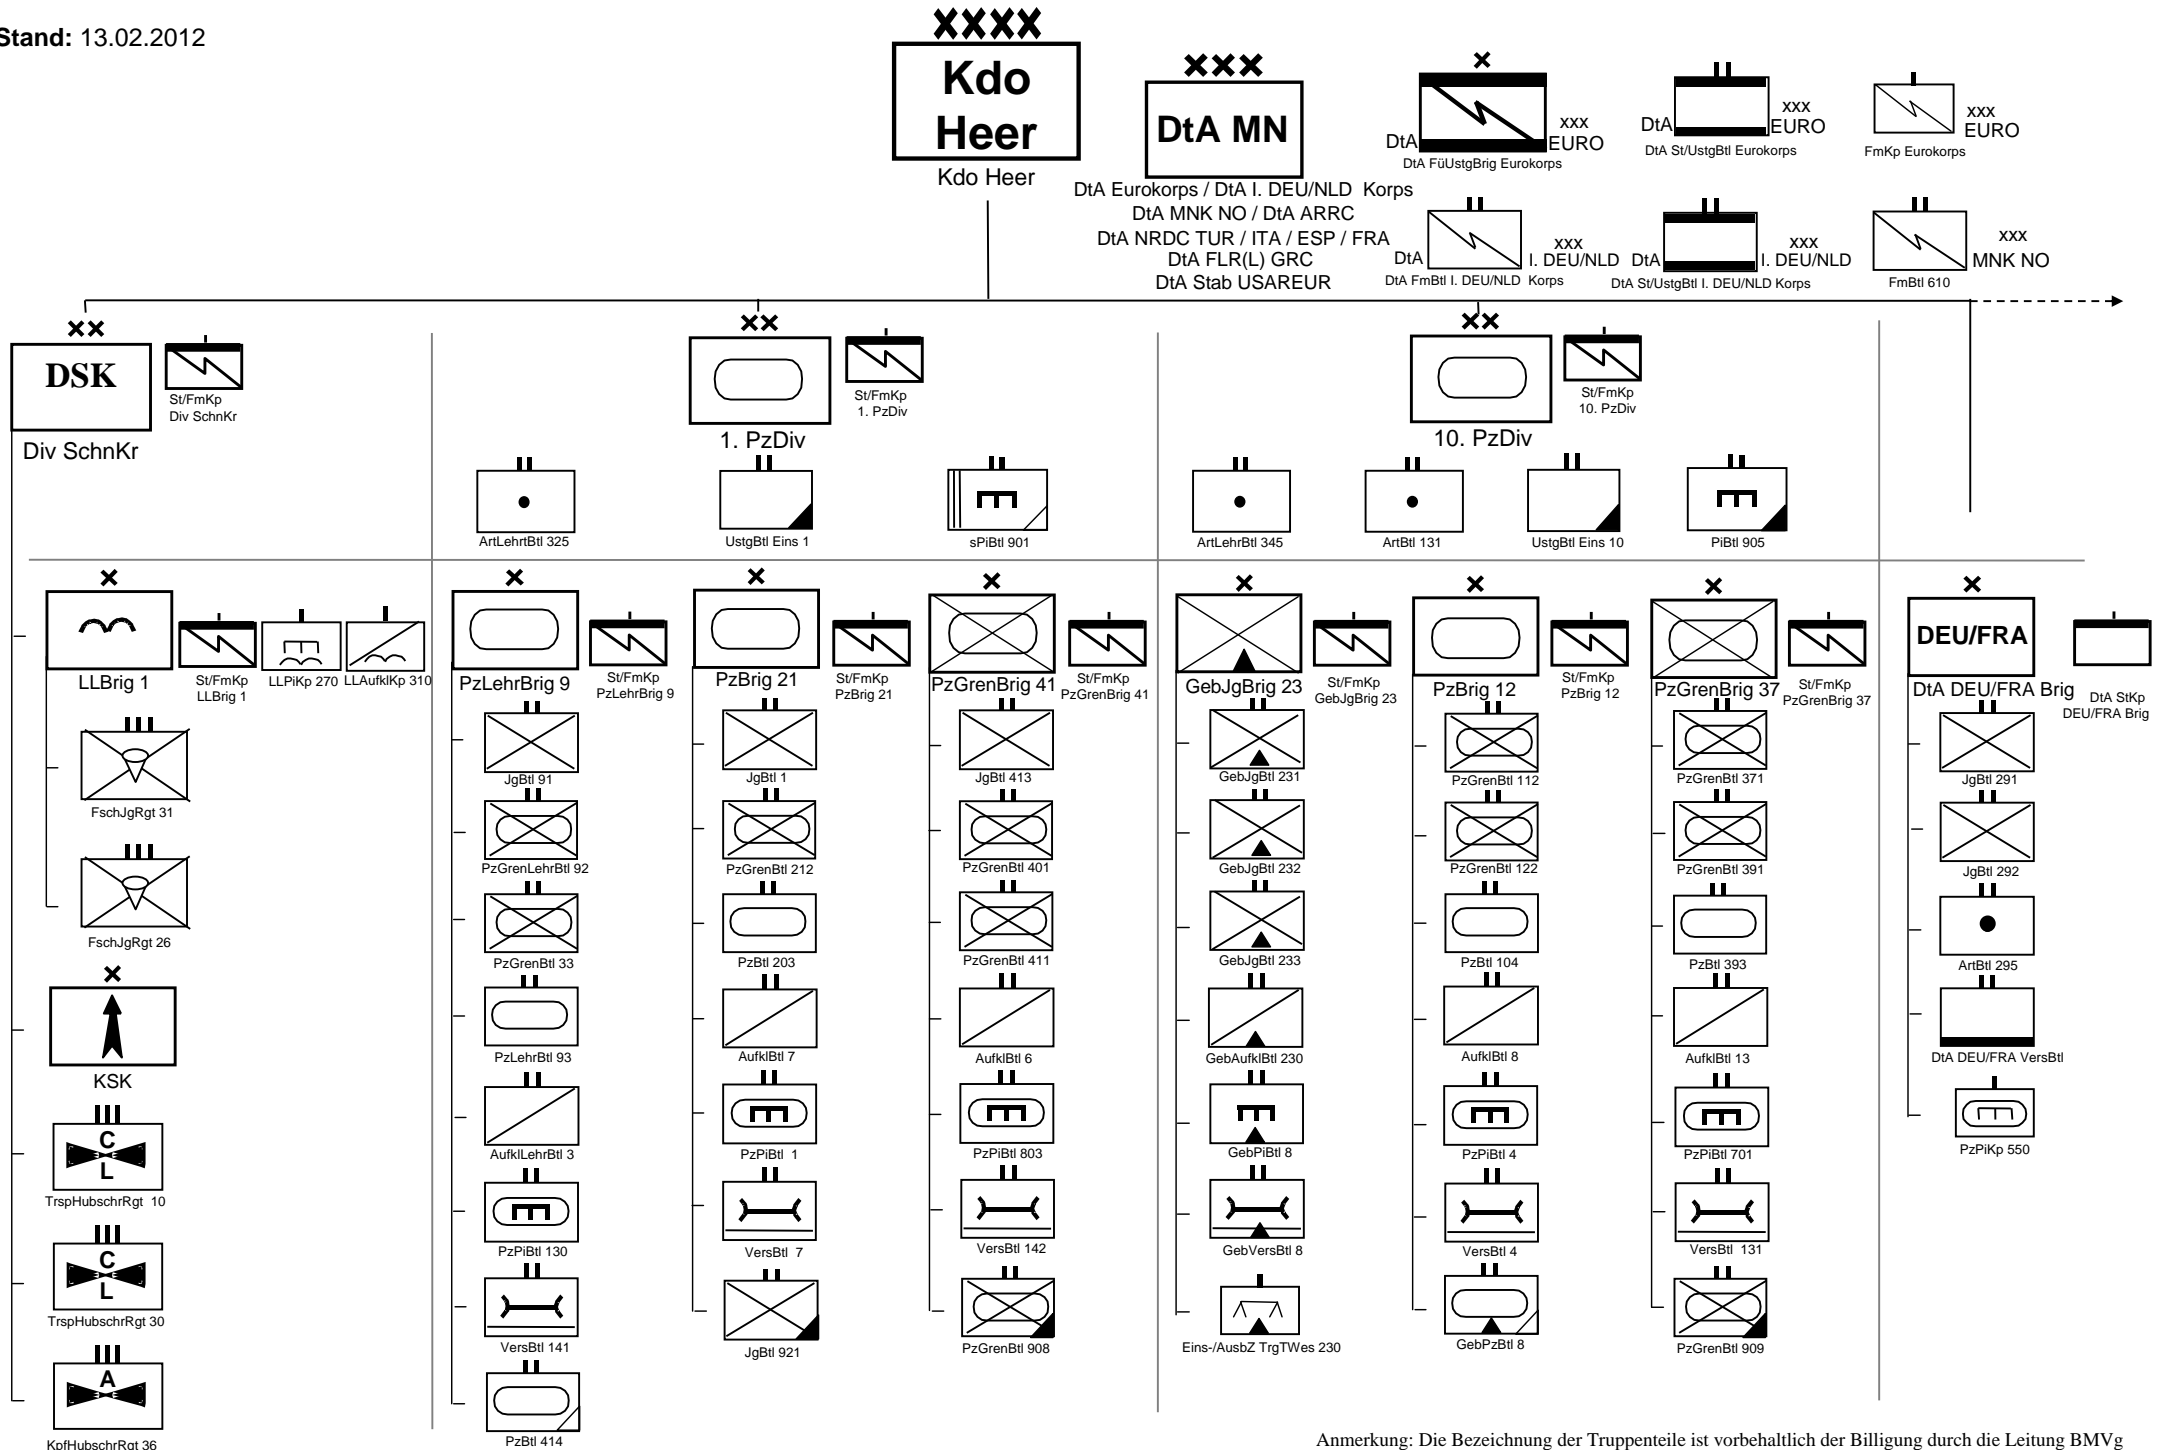 Stand: 13.02.2012
XXXX
Kdo
Heer
Kdo Heer
XXX
DtA MN
DtA Eurokorps / DtA I. DEU/NLD Korps
DtA MNK NO / DtA ARRC
DtA NRDC TUR / ITA / ESP / FRA
DtA FLR(L) GRC
DtA Stab USAREUR
X
DtA
xxx
EURO
DtA FüUstgBrig Eurokorps
DtA
xxx
EURO
DtA St/UstgBtl Eurokorps
xxx
EURO
FmKp Eurokorps
DtA
xxx
I. DEU/NLD
DtA FmBtl I. DEU/NLD Korps
DtA
xxx
I. DEU/NLD
DtA St/UstgBtl I. DEU/NLD Korps
xxx
MNK NO
FmBtl 610
XX
DSK
Div SchnKr
St/FmKp
Div SchnKr
XX
1. PzDiv
St/FmKp
1. PzDiv
XX
10. PzDiv
St/FmKp
10. PzDiv
ArtLehrtBtl 325
UstgBtl Eins 1
sPiBtl 901
ArtLehrBtl 345
ArtBtl 131
UstgBtl Eins 10
PiBtl 905
X
LLBrig 1
St/FmKp
LLBrig 1
LLPiKp 270
LLAufklKp 310
FschJgRgt 31
FschJgRgt 26
X
KSK
C
L
TrspHubschrRgt 10
C
L
TrspHubschrRgt 30
A
KpfHubschrRgt 36
X
PzLehrBrig 9
St/FmKp
PzLehrBrig 9
JgBtl 91
PzGrenLehrBtl 92
PzGrenBtl 33
PzLehrBtl 93
AufklLehrBtl 3
PzPiBtl 130
VersBtl 141
PzBtl 414
X
PzBrig 21
St/FmKp
PzBrig 21
JgBtl 1
PzGrenBtl 212
PzBtl 203
AufklBtl 7
PzPiBtl 1
VersBtl 7
JgBtl 921
X
PzGrenBrig 41
St/FmKp
PzGrenBrig 41
JgBtl 413
PzGrenBtl 401
PzGrenBtl 411
AufklBtl 6
PzPiBtl 803
VersBtl 142
PzGrenBtl 908
X
GebJgBrig 23
St/FmKp
GebJgBrig 23
GebJgBtl 231
GebJgBtl 232
GebJgBtl 233
GebAufklBtl 230
GebPiBtl 8
GebVersBtl 8
Eins-/AusbZ TrgTWes 230
X
PzBrig 12
St/FmKp
PzBrig 12
PzGrenBtl 112
PzGrenBtl 122
PzBtl 104
AufklBtl 8
PzPiBtl 4
VersBtl 4
GebPzBtl 8
X
PzGrenBrig 37
St/FmKp
PzGrenBrig 37
PzGrenBtl 371
PzGrenBtl 391
PzBtl 393
AufklBtl 13
PzPiBtl 701
VersBtl 131
PzGrenBtl 909
X
DEU/FRA
DtA DEU/FRA Brig
DtA StKp
DEU/FRA Brig
JgBtl 291
JgBtl 292
ArtBtl 295
DtA DEU/FRA VersBtl
PzPiKp 550
Anmerkung: Die Bezeichnung der Truppenteile ist vorbehaltlich der Billigung durch die Leitung BMVg